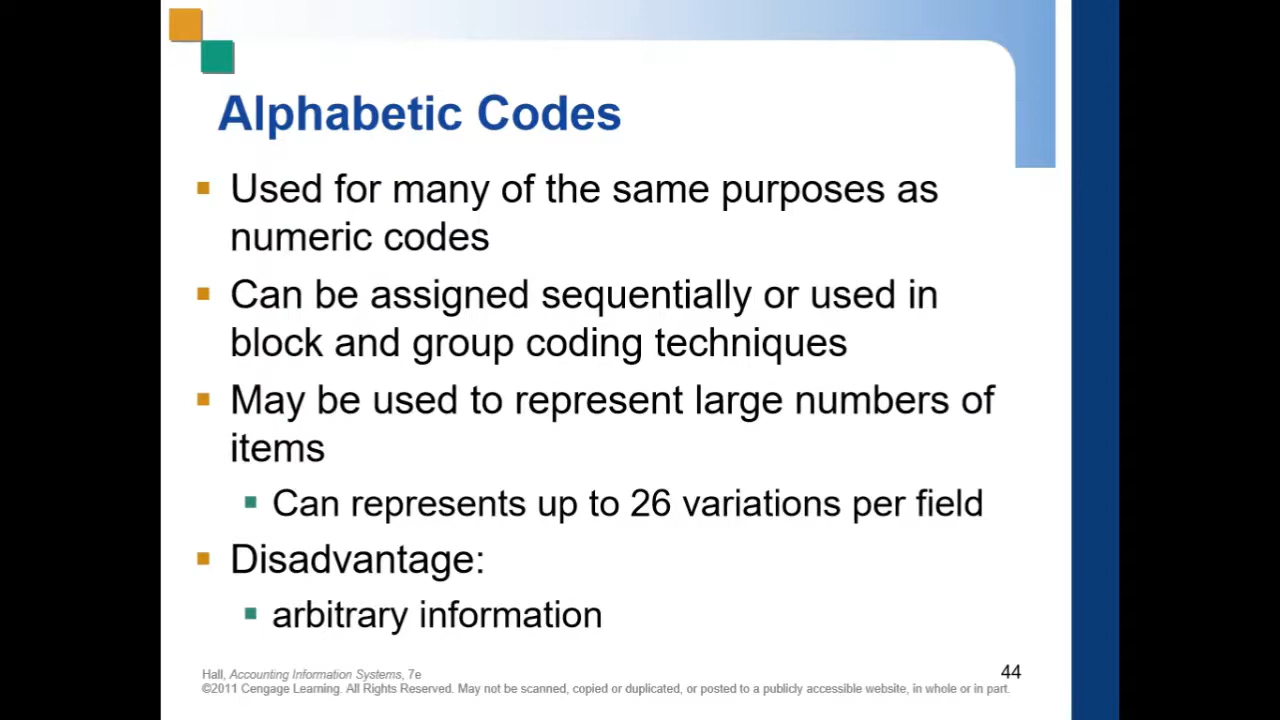 Alphabetic Codes
Used for many of the same purposes as
numeric codes
Can be assigned sequentially or used in
block and group coding techniques
May be used to represent large numbers of
items
Can represents up to 26 variations per field
Disadvantage:
arbitrary information
Hall, Accounting Information Systems, 7e
©2011 Cengage Learning. All Rights Reserved. May not be scanned, copied or duplicated, or posted to a publicly accessible website, in whole or in part.
44